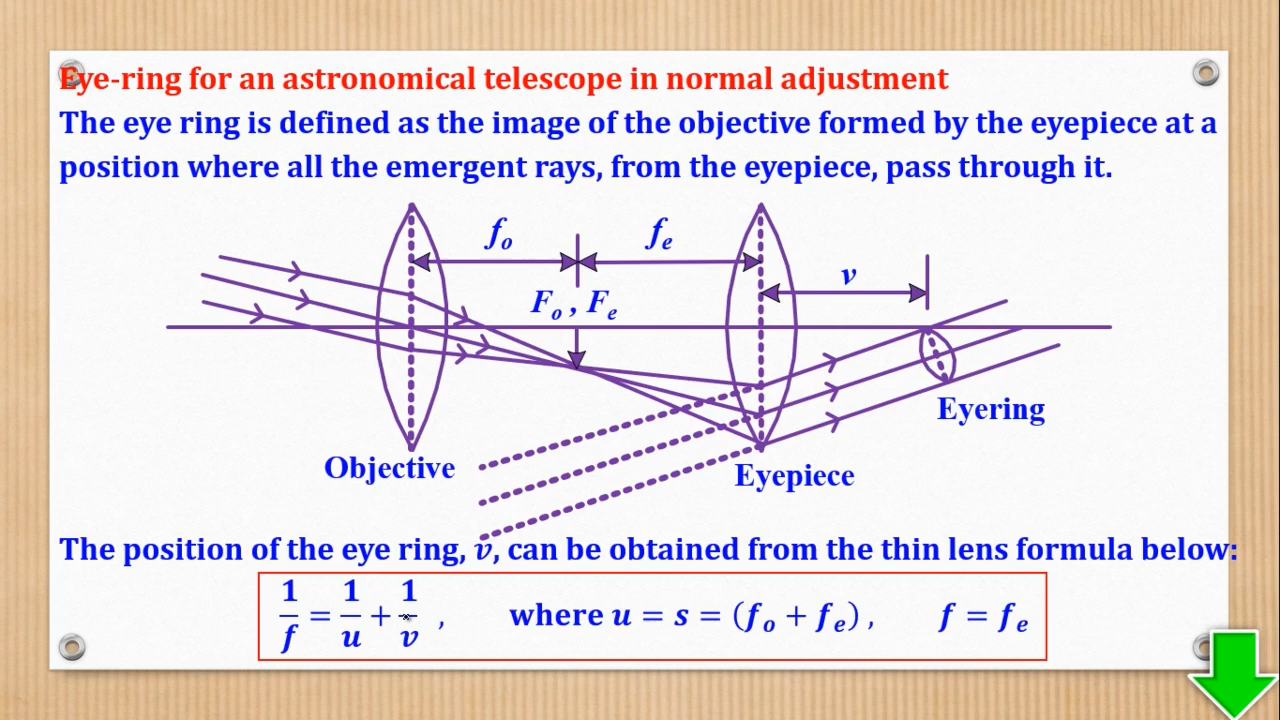 Eye-ring for an astronomical telescope in normal adjustment
The eye ring is defined as the image of the objective formed by the eyepiece at a
position where all the emergent rays, from the eyepiece, pass through it.
fₒ
fₑ
v
Fₒ , Fₑ
Eyering
Objective
Eyepiece
The position of the eye ring, v, can be obtained from the thin lens formula below:
1/f = 1/u + 1/v , where u = s = (fₒ + fₑ), f = fₑ